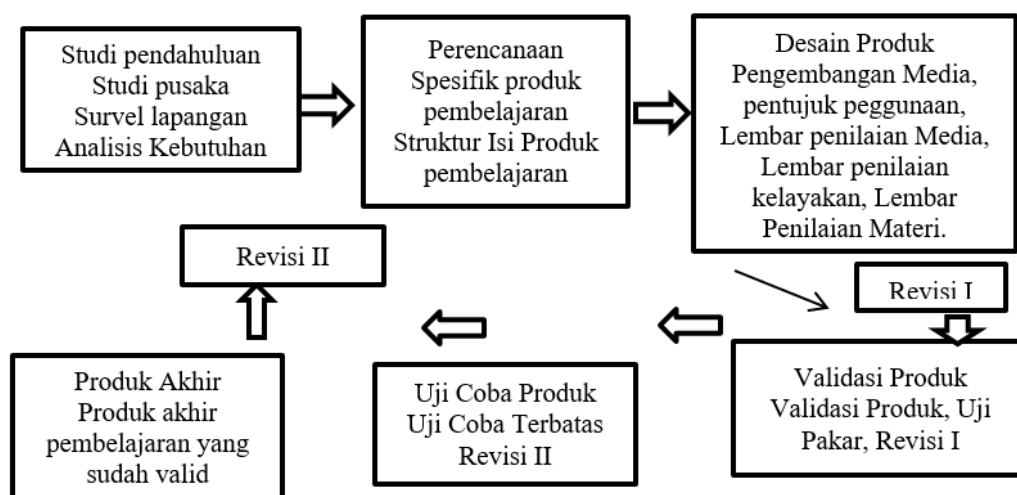 Studi pendahuluan
Studi pusaka
Survel lapangan
Analisis Kebutuhan
Perencanaan
Spesifik produk
pembelajaran
Struktur Isi Produk
pembelajaran
Desain Produk
Pengembangan Media,
pentujuk peggunaan,
Lembar penilaian Media,
Lembar penilaian
kelayakan, Lembar
Penilaian Materi.
Revisi II
Revisi I
Produk Akhir
Produk akhir
pembelajaran yang
sudah valid
Uji Coba Produk
Uji Coba Terbatas
Revisi II
Validasi Produk
Validasi Produk, Uji
Pakar, Revisi I